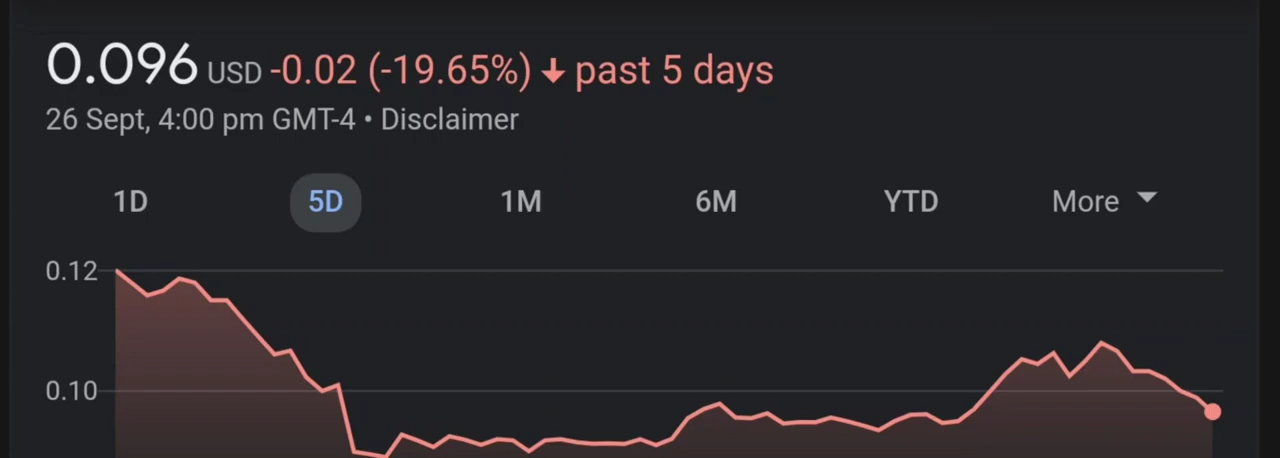 0.096 USD -0.02 (-19.65%) ↓ past 5 days
26 Sept, 4:00 pm GMT-4 • Disclaimer
1D 5D 1M 6M YTD More
0.12
0.10